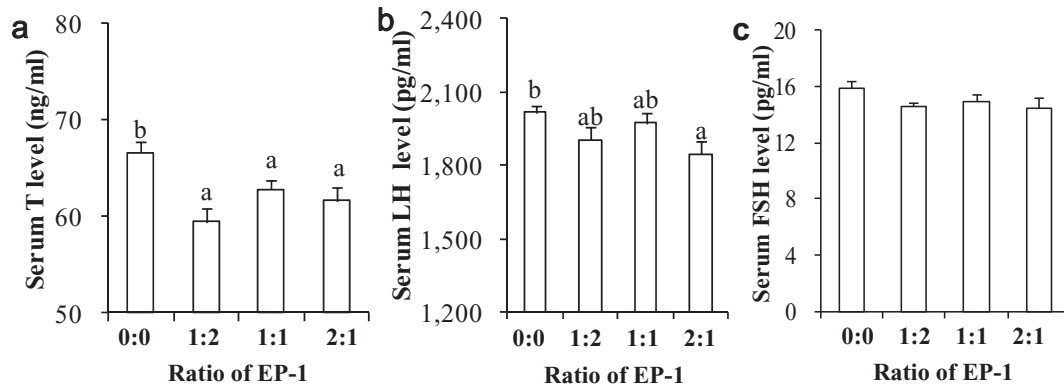 a
Serum T level (ng/ml)
80
70
60
50
b
a
a
a
0:0 1:2 1:1 2:1
Ratio of EP-1
b
Serum LH level (pg/ml)
2,400
2,100
1,800
1,500
1,200
b
ab
ab
a
0:0 1:2 1:1 2:1
Ratio of EP-1
c
Serum FSH level (pg/ml)
20
16
12
8
4
0
0:0 1:2 1:1 2:1
Ratio of EP-1